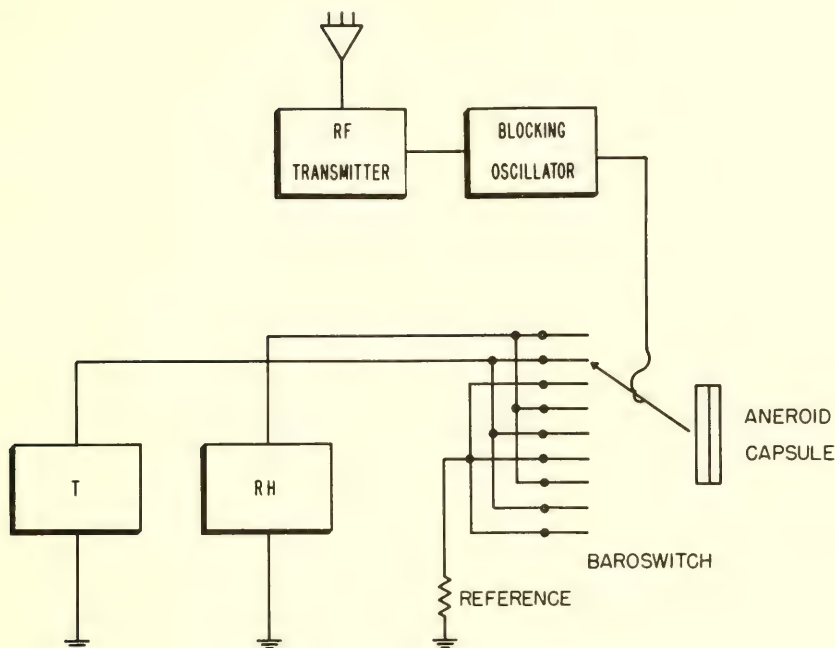 RF
TRANSMITTER
BLOCKING
OSCILLATOR
ANEROID
CAPSULE
T
RH
BAROSWITCH
REFERENCE